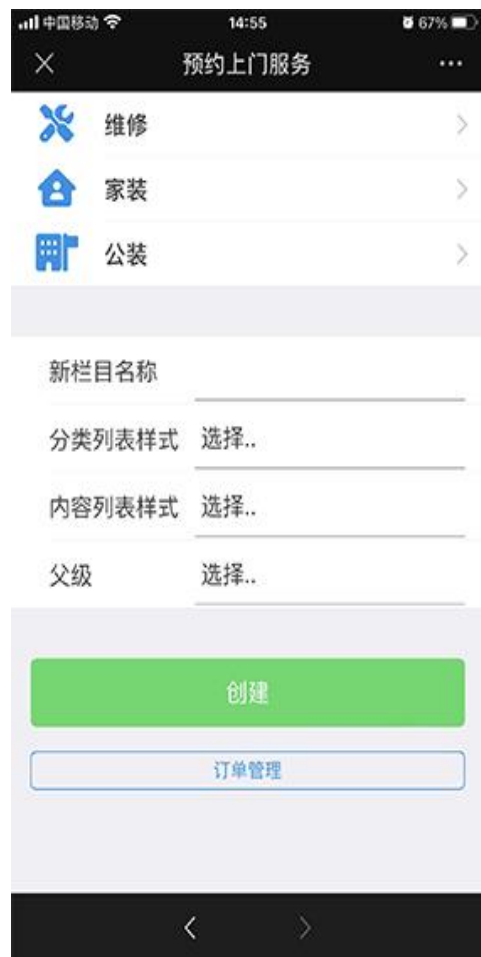 中国移动 14:55 67%
预约上门服务
维修
家装
公装
新栏目名称
分类列表样式 选择..
内容列表样式 选择..
父级 选择..
创建
订单管理